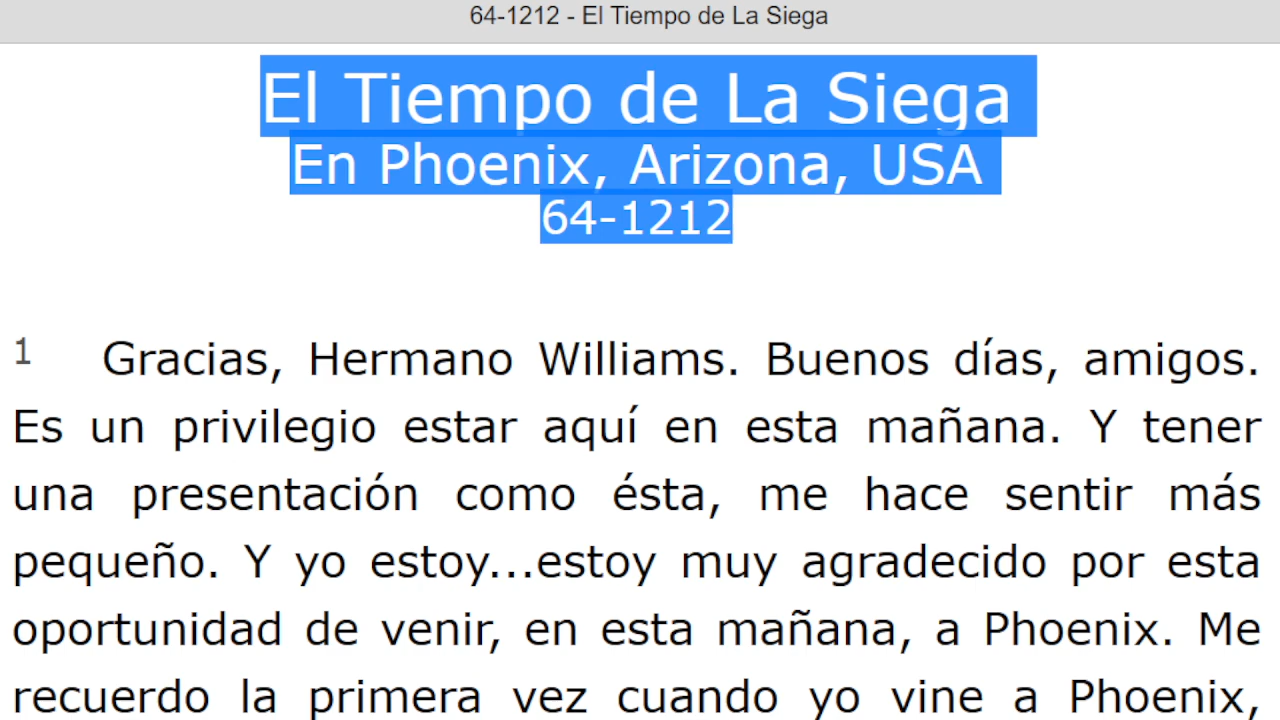 64-1212 - El Tiempo de La Siega
El Tiempo de La Siega
En Phoenix, Arizona, USA
64-1212
1 Gracias, Hermano Williams. Buenos días, amigos.
Es un privilegio estar aquí en esta mañana. Y tener
una presentación como ésta, me hace sentir más
pequeño. Y yo estoy...estoy muy agradecido por esta
oportunidad de venir, en esta mañana, a Phoenix. Me
recuerdo la primera vez cuando yo vine a Phoenix,